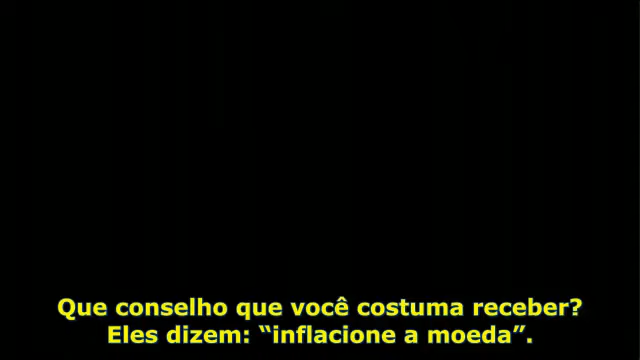 Que conselho que você costuma receber?
Eles dizem: “inflacione a moeda”.